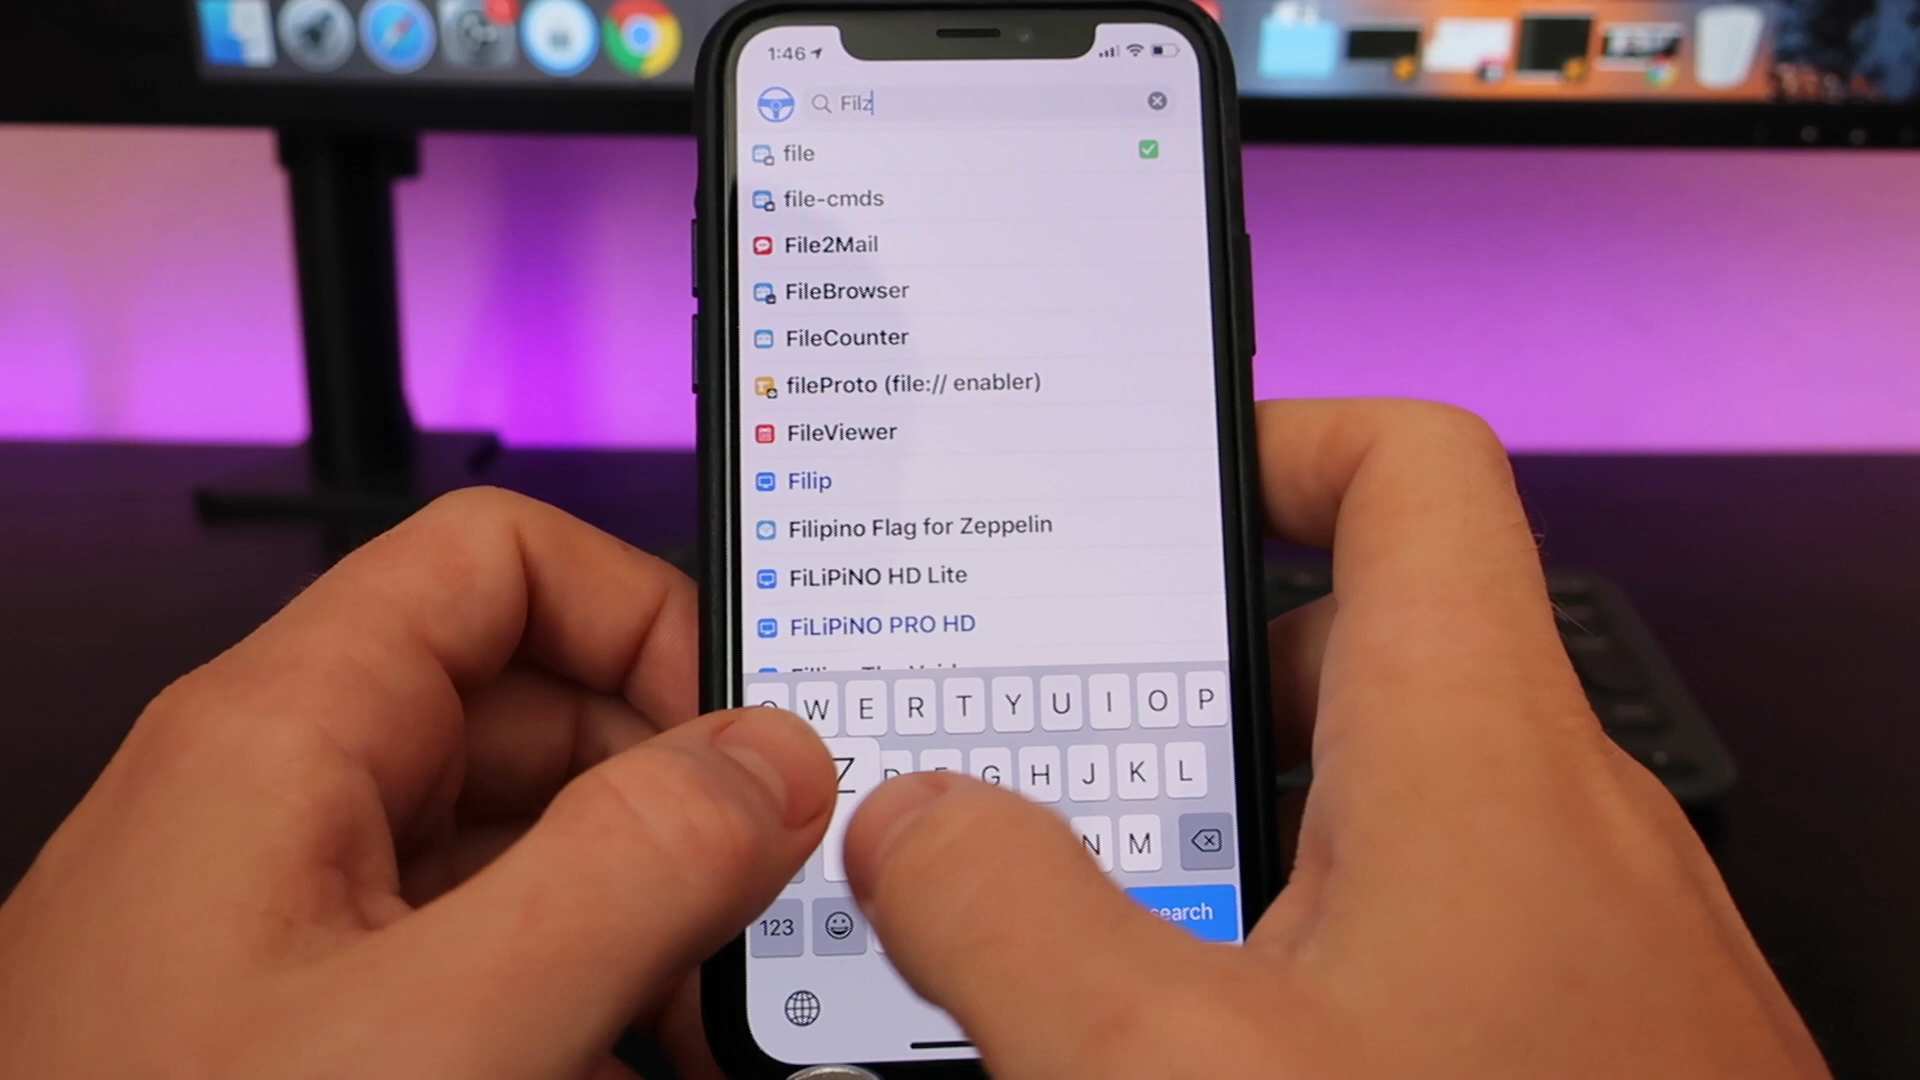 1:46
Filz
file
file-cmds
File2Mail
FileBrowser
FileCounter
fileProto (file:// enabler)
FileViewer
Filip
Filipino Flag for Zeppelin
FiLiPiNO HD Lite
FiLiPiNO PRO HD
W E R T Y U I O P
Z G H J K L
N M
123 search